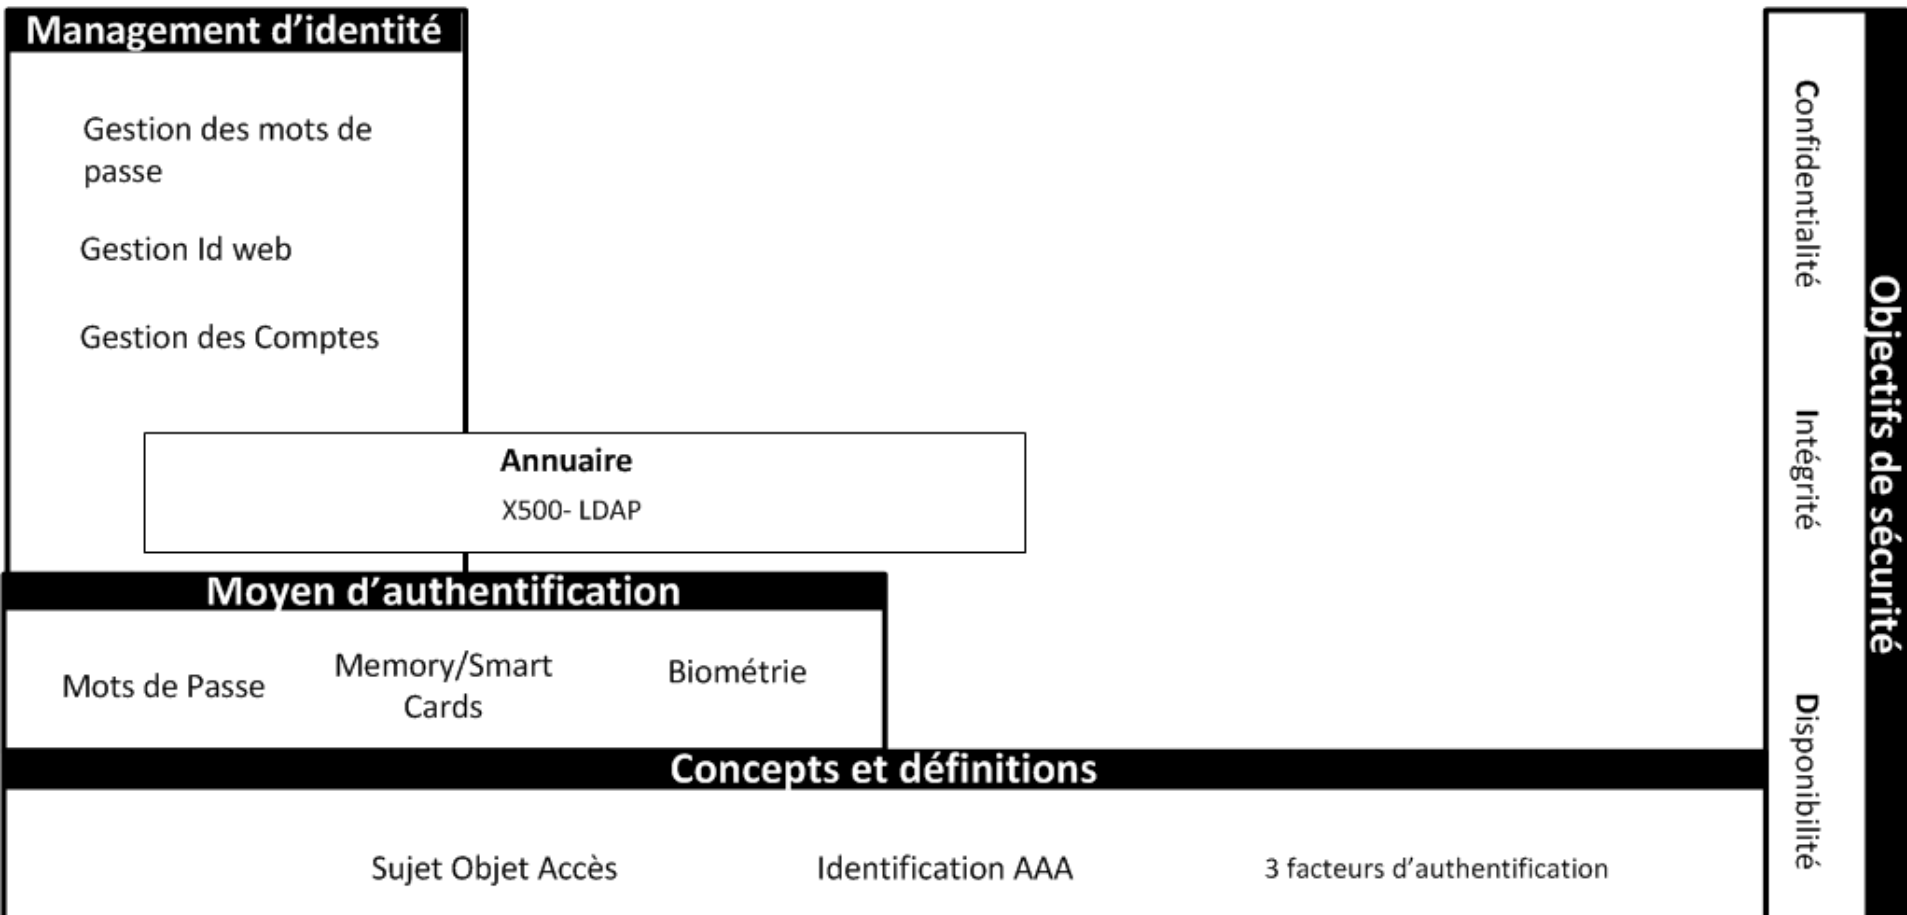 Management d’identité
Gestion des mots de
passe
Gestion Id web
Gestion des Comptes
Annuaire
X500- LDAP
Moyen d’authentification
Mots de Passe
Memory/Smart
Cards
Biométrie
Concepts et définitions
Sujet Objet Accès
Identification AAA
3 facteurs d’authentification
Confidentialité
Intégrité
Disponibilité
Objectifs de sécurité